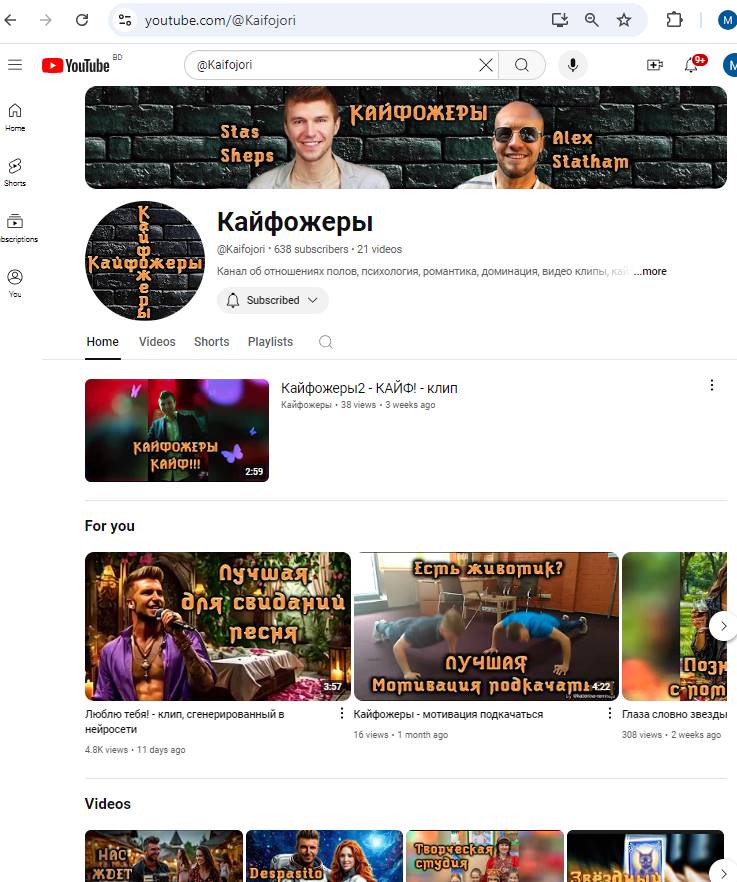 youtube.com/@Kaifojori
M
YouTube BD
@Kaifojori
9+
M
Home
Shorts
bscriptions
You
КАЙФОЖЕРЫ
Stas
Sheps
Alex
Statham
Кайфожеры
Кайфожеры
Кайфожеры
@Kaifojori • 638 subscribers • 21 videos
Канал об отношениях полов, психология, романтика, доминация, видео клипы, ...more
Subscribed
Home
Videos
Shorts
Playlists
КАЙФОЖЕРЫ
КАЙФ!!!
2:59
Кайфожеры2 - КАЙФ! - клип
Кайфожеры • 38 views • 3 weeks ago
For you
Лучшая
для свиданий
песня
3:57
Люблю тебя! - клип, сгенерированный в
нейросети
4.8K views • 11 days ago
Есть животик?
ЛУЧШАЯ
Мотивация подкачать
4:22
Кайфожеры - мотивация подкачаться
16 views • 1 month ago
Позн
с пот
Глаза словно звезды
308 views • 2 weeks ago
Videos
НАС
ЖДЕТ
Despasito
Творческая
студия
Звёздный